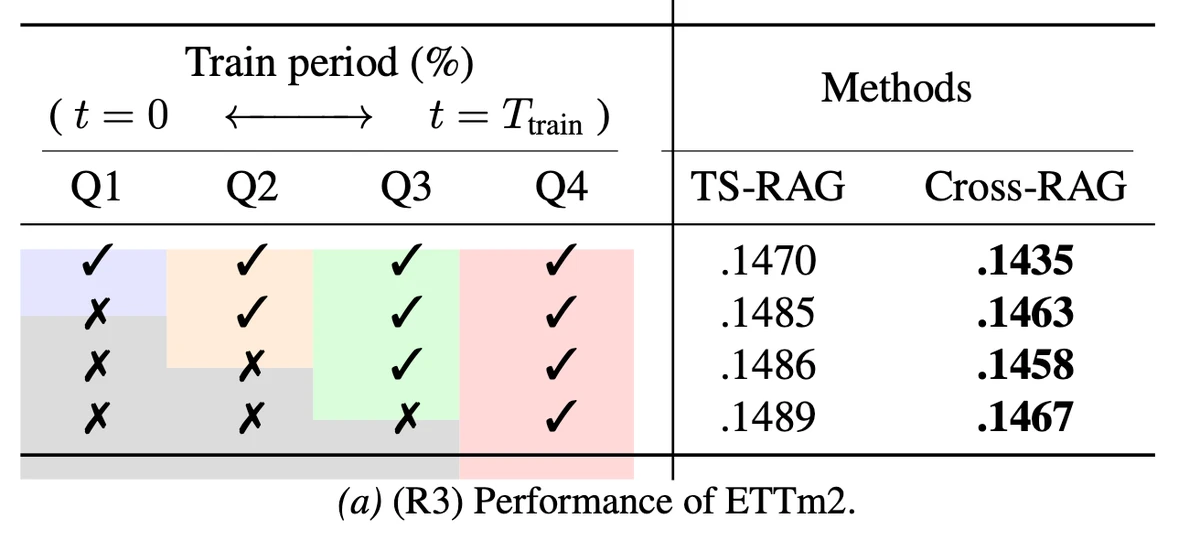 Train period (%)
( t = 0 ⟷ t = T_train ) Methods
Q1 Q2 Q3 Q4 TS-RAG Cross-RAG
✓ ✓ ✓ ✓ .1470 .1435
✗ ✓ ✓ ✓ .1485 .1463
✗ ✗ ✓ ✓ .1486 .1458
✗ ✗ ✗ ✓ .1489 .1467
(a) (R3) Performance of ETTm2.